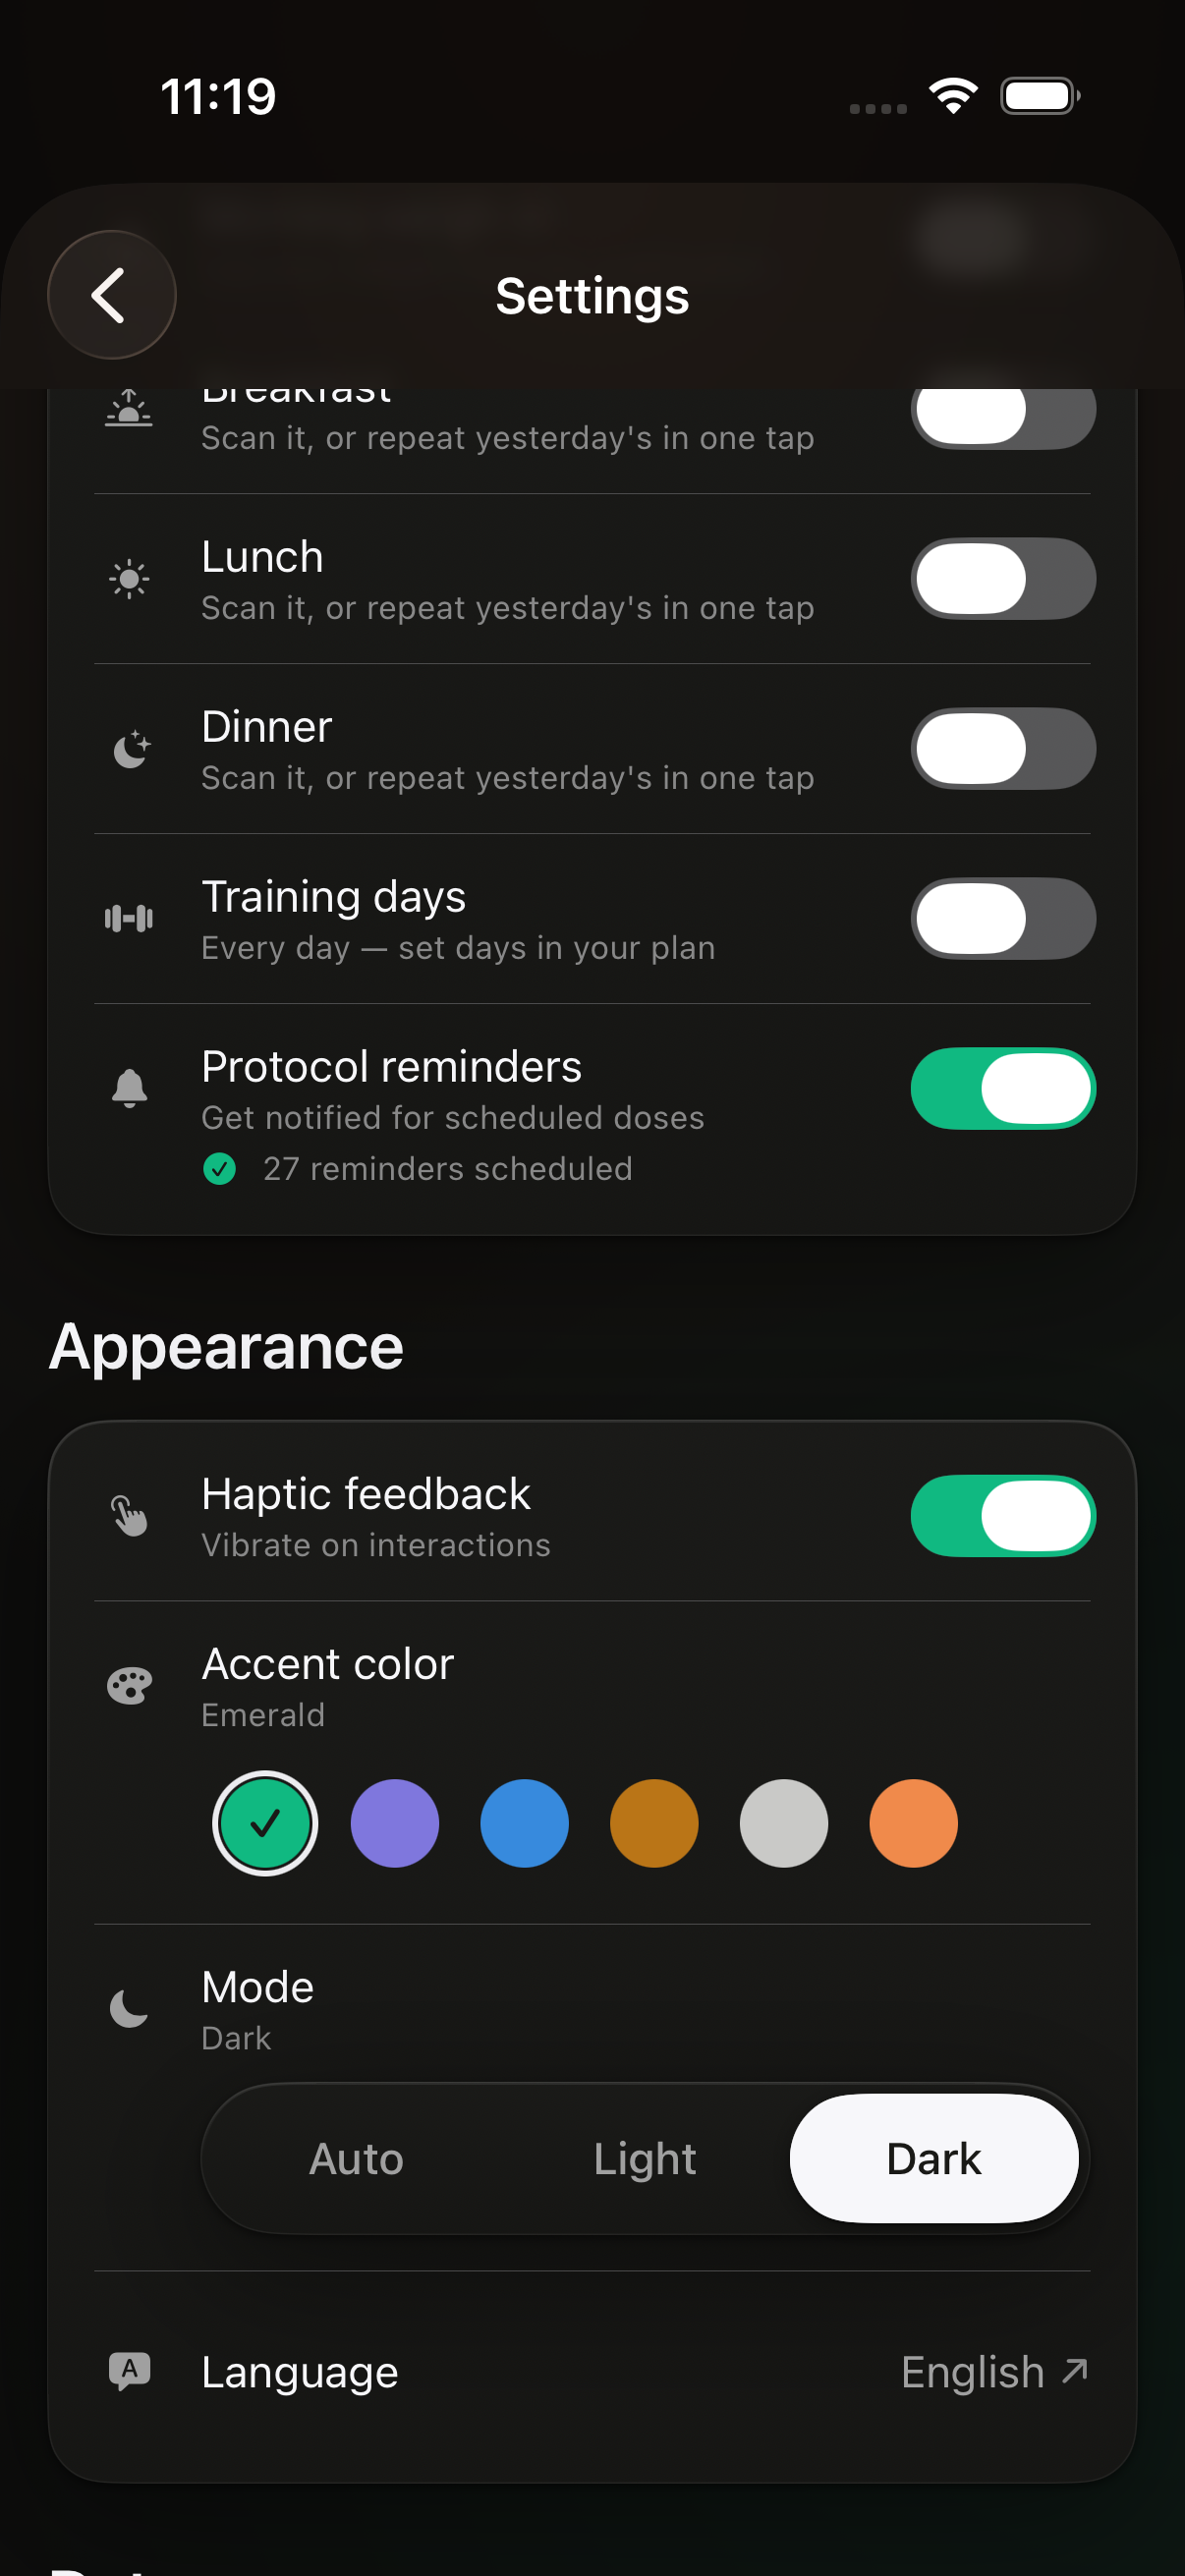 11:19
Settings
Breakfast
Scan it, or repeat yesterday's in one tap
Lunch
Scan it, or repeat yesterday's in one tap
Dinner
Scan it, or repeat yesterday's in one tap
Training days
Every day — set days in your plan
Protocol reminders
Get notified for scheduled doses
27 reminders scheduled
Appearance
Haptic feedback
Vibrate on interactions
Accent color
Emerald
Mode
Dark
Auto Light Dark
A Language English